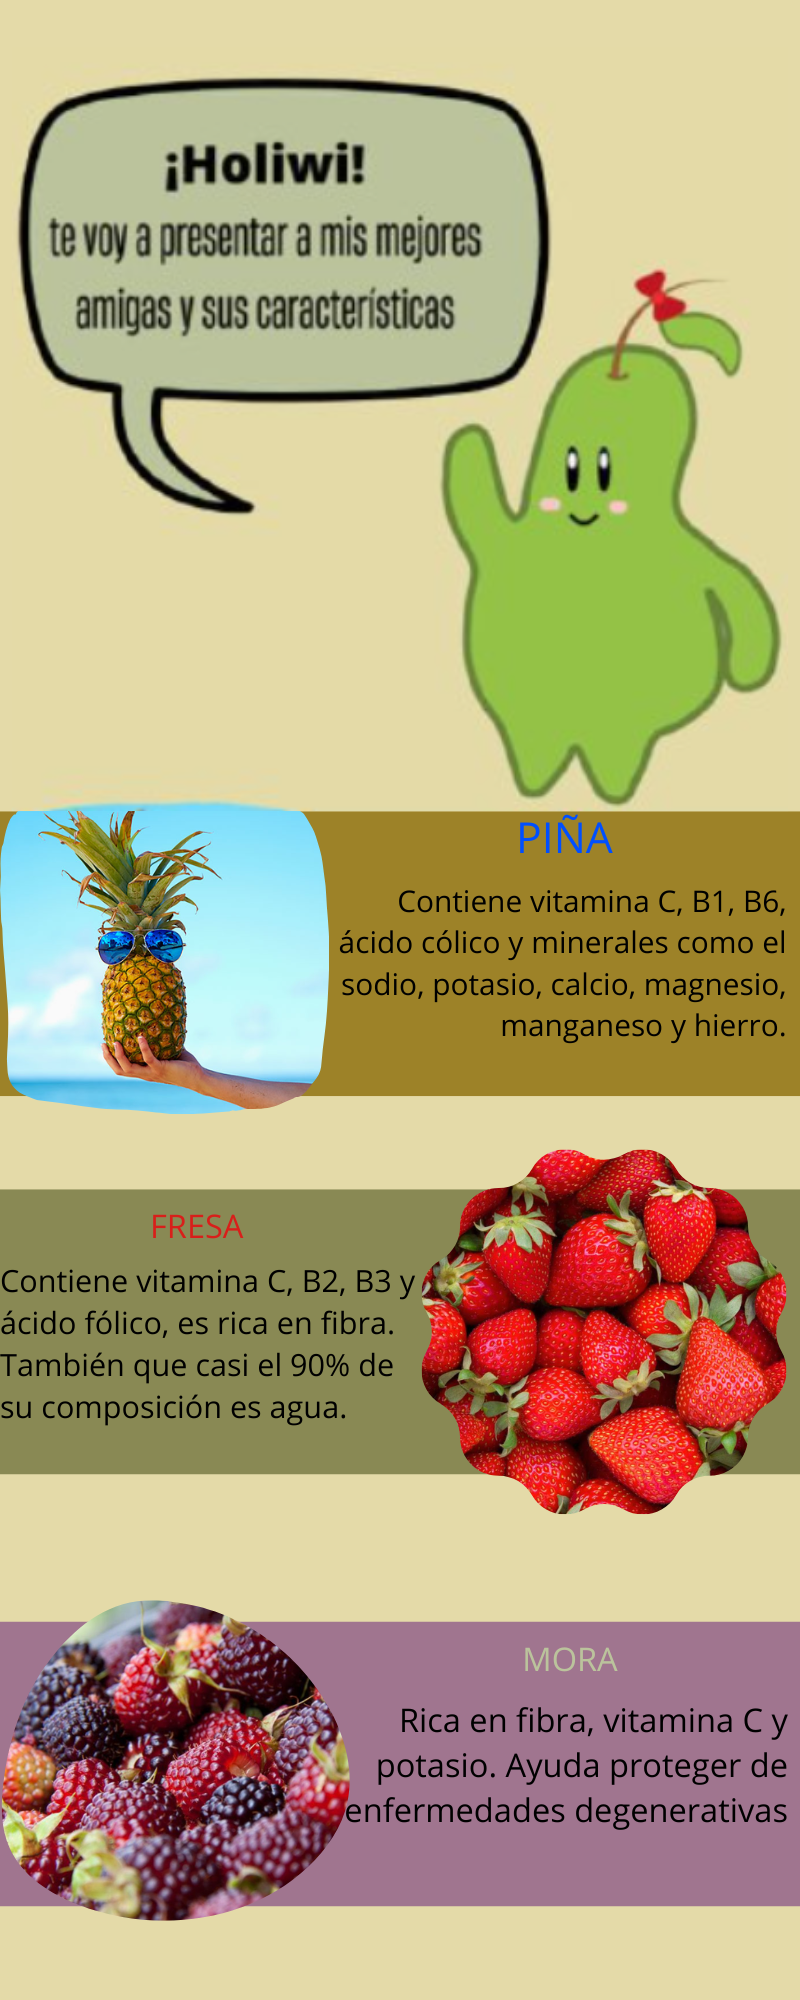 ¡Holiwi!
te voy a presentar a mis mejores
amigas y sus características
PIÑA
Contiene vitamina C, B1, B6,
ácido cólico y minerales como el
sodio, potasio, calcio, magnesio,
manganeso y hierro.
FRESA
Contiene vitamina C, B2, B3 y
ácido fólico, es rica en fibra.
También que casi el 90% de
su composición es agua.
MORA
Rica en fibra, vitamina C y
potasio. Ayuda proteger de
enfermedades degenerativas